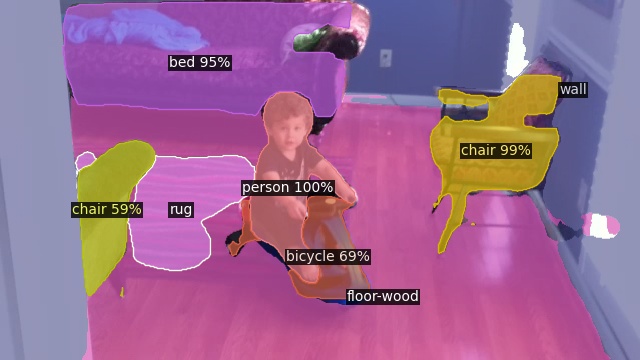 bed 95%
wall
chair 99%
person 100%
chair 59%
rug
bicycle 69%
floor-wood